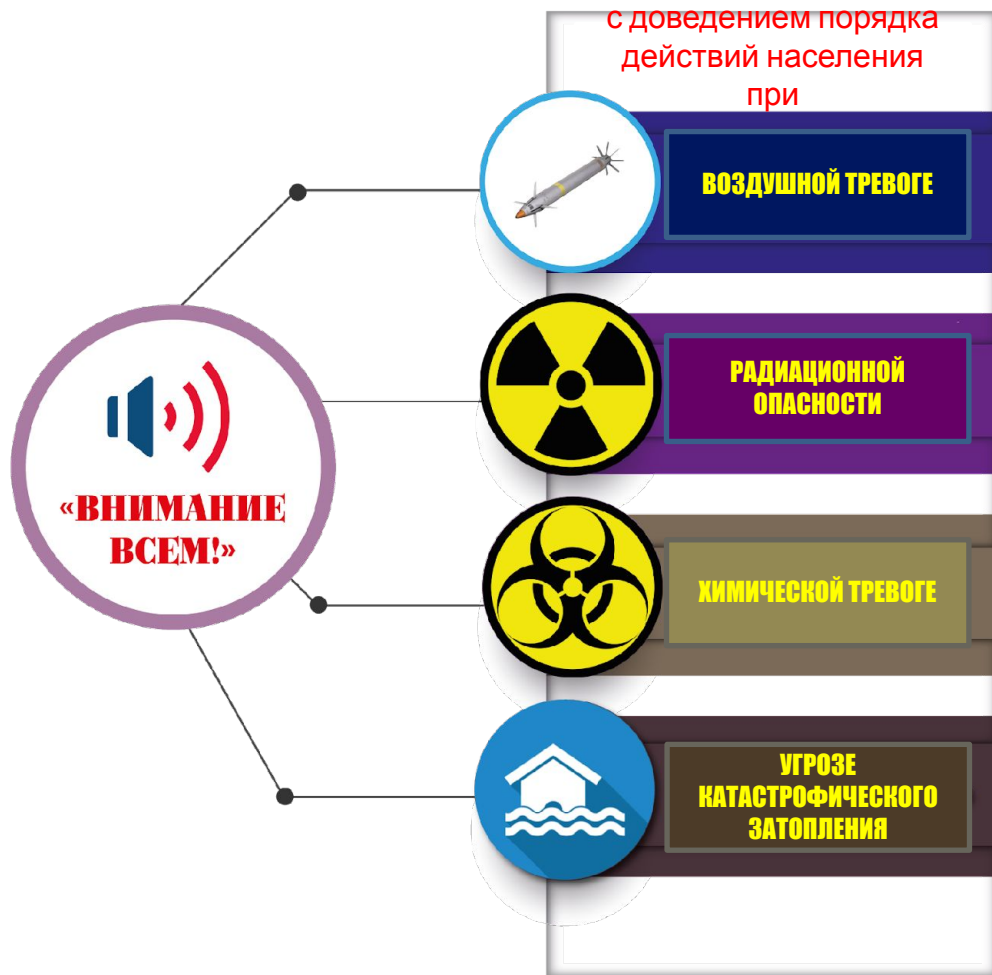 с доведением порядка
действий населения
при
ВОЗДУШНОЙ ТРЕВОГЕ
РАДИАЦИОННОЙ
ОПАСНОСТИ
«ВНИМАНИЕ
ВСЕМ!»
ХИМИЧЕСКОЙ ТРЕВОГЕ
УГРОЗЕ
КАТАСТРОФИЧЕСКОГО
ЗАТОПЛЕНИЯ